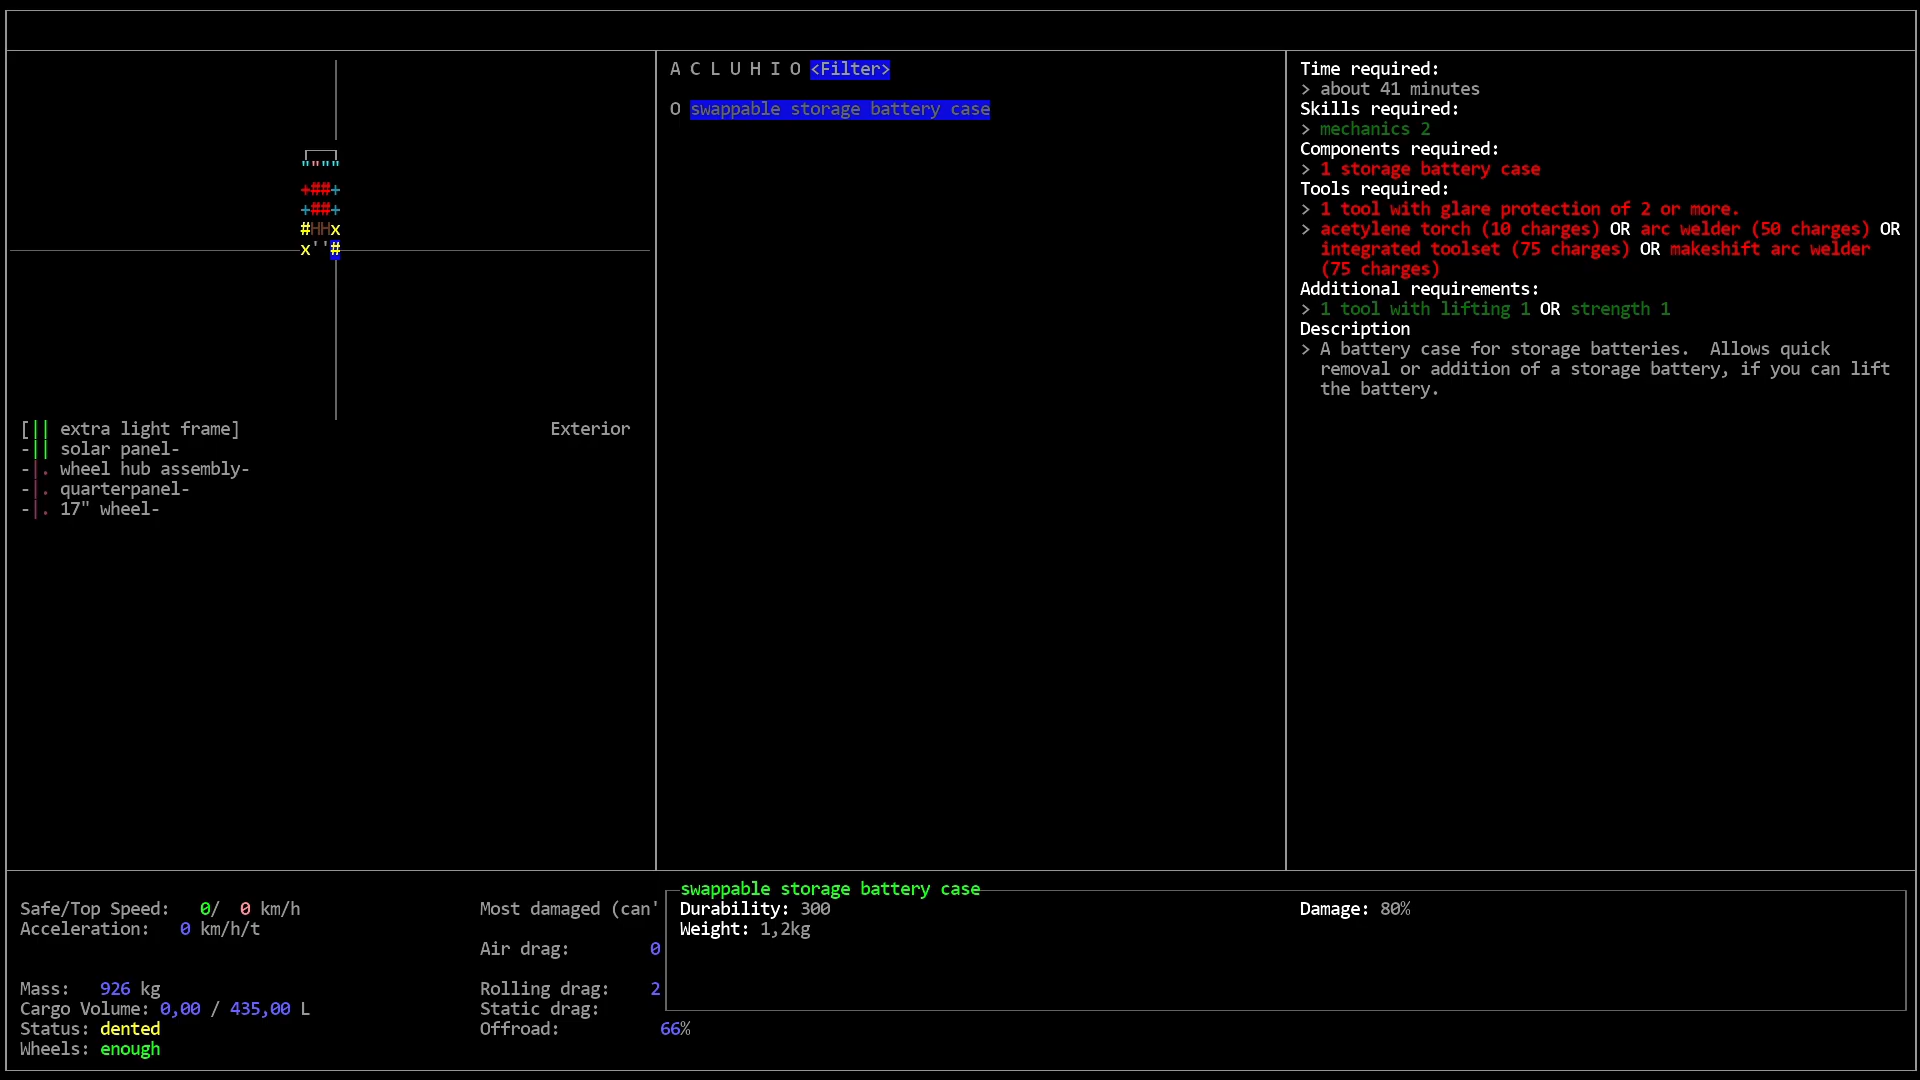 A C L U H I O <Filter>
O swappable storage battery case
""""
+##+
+##+
#HHx
x''#
[|| extra light frame] Exterior
-|| solar panel-
-|. wheel hub assembly-
-|. quarterpanel-
-|. 17" wheel-
Time required:
> about 41 minutes
Skills required:
> mechanics 2
Components required:
> 1 storage battery case
Tools required:
> 1 tool with glare protection of 2 or more.
> acetylene torch (10 charges) OR arc welder (50 charges) OR
integrated toolset (75 charges) OR makeshift arc welder
(75 charges)
Additional requirements:
> 1 tool with lifting 1 OR strength 1
Description
> A battery case for storage batteries.  Allows quick
removal or addition of a storage battery, if you can lift
the battery.
Safe/Top Speed: 0/ 0 km/h
Acceleration: 0 km/h/t
Mass: 926 kg
Cargo Volume: 0,00 / 435,00 L
Status: dented
Wheels: enough
Most damaged (can'
Air drag: 0
Rolling drag: 2
Static drag:
Offroad: 66%
swappable storage battery case
Durability: 300 Damage: 80%
Weight: 1,2kg